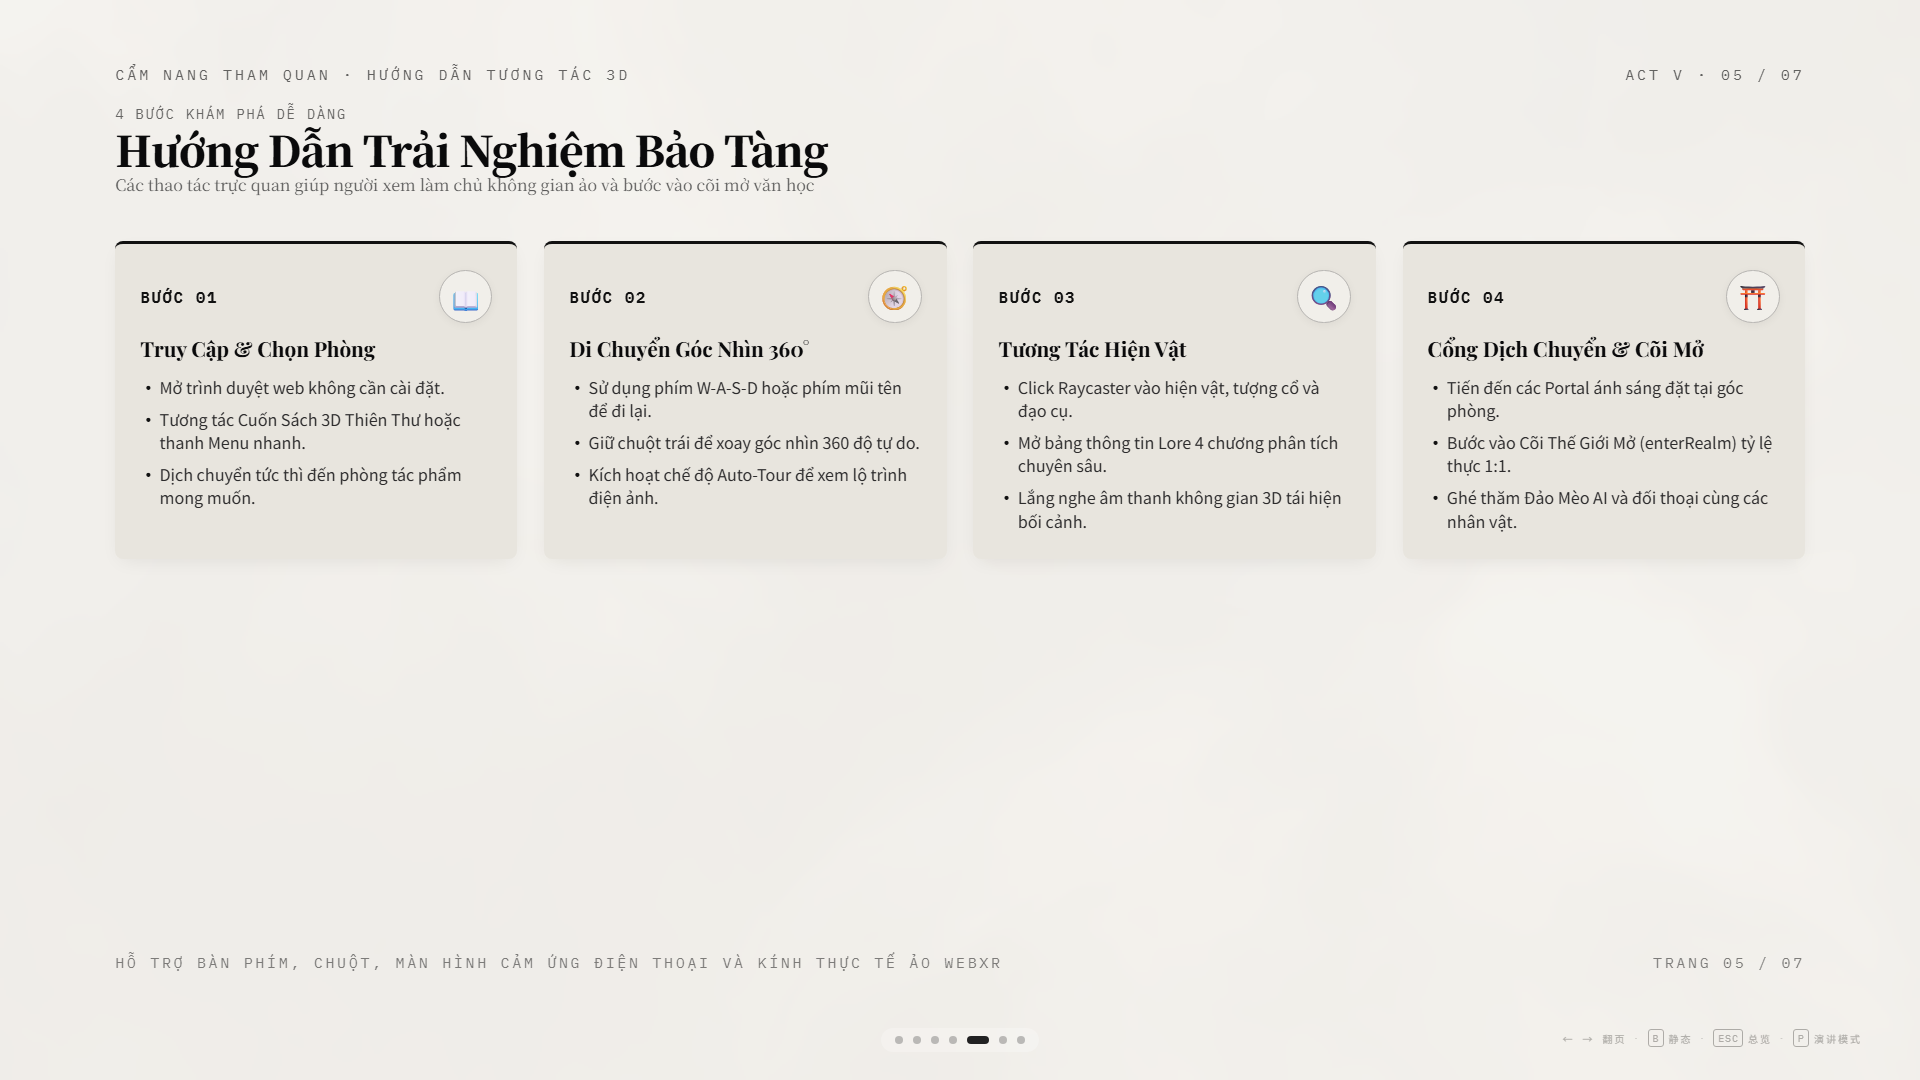 CẨM NANG THAM QUAN · HƯỚNG DẪN TƯƠNG TÁC 3D
ACT V · 05 / 07
4 BƯỚC KHÁM PHÁ DỄ DÀNG
Hướng Dẫn Trải Nghiệm Bảo Tàng
Các thao tác trực quan giúp người xem làm chủ không gian ảo và bước vào cõi mở văn học
BƯỚC 01
Truy Cập & Chọn Phòng
• Mở trình duyệt web không cần cài đặt.
• Tương tác Cuốn Sách 3D Thiên Thư hoặc
thanh Menu nhanh.
• Dịch chuyển tức thì đến phòng tác phẩm
mong muốn.
BƯỚC 02
Di Chuyển Góc Nhìn 360°
• Sử dụng phím W-A-S-D hoặc phím mũi tên
để đi lại.
• Giữ chuột trái để xoay góc nhìn 360 độ tự do.
• Kích hoạt chế độ Auto-Tour để xem lộ trình
điện ảnh.
BƯỚC 03
Tương Tác Hiện Vật
• Click Raycaster vào hiện vật, tượng cổ và
đạo cụ.
• Mở bảng thông tin Lore 4 chương phân tích
chuyên sâu.
• Lắng nghe âm thanh không gian 3D tái hiện
bối cảnh.
BƯỚC 04
Cổng Dịch Chuyển & Cõi Mở
• Tiến đến các Portal ánh sáng đặt tại góc
phòng.
• Bước vào Cõi Thế Giới Mở (enterRealm) tỷ lệ
thực 1:1.
• Ghé thăm Đảo Mèo AI và đối thoại cùng các
nhân vật.
HỖ TRỢ BÀN PHÍM, CHUỘT, MÀN HÌNH CẢM ỨNG ĐIỆN THOẠI VÀ KÍNH THỰC TẾ ẢO WEBXR
TRANG 05 / 07
← → 翻页 · B 静态 · ESC 总览 · P 演讲模式